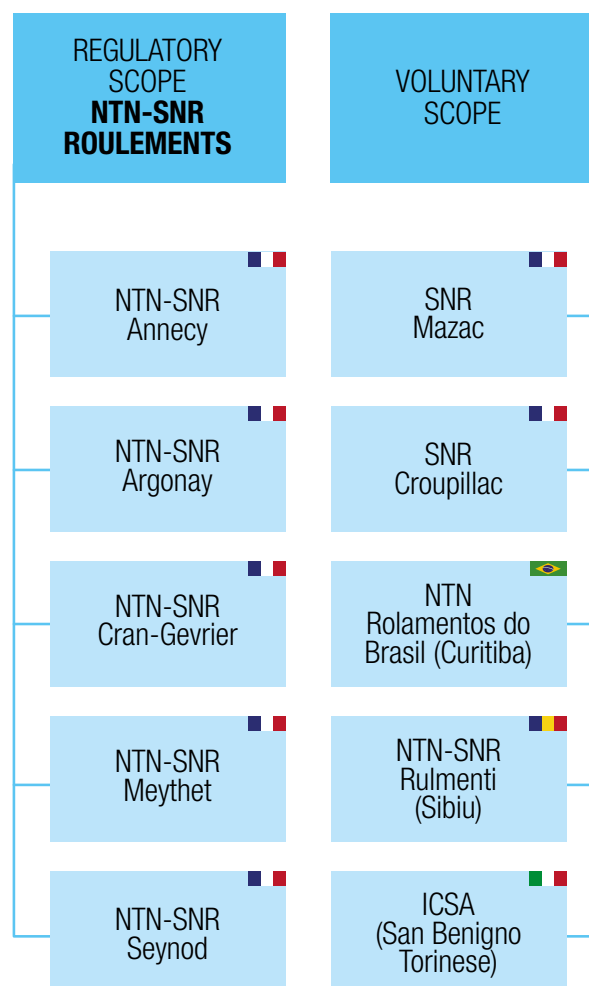 REGULATORY
SCOPE
NTN-SNR
ROULEMENTS
NTN-SNR
Annecy
NTN-SNR
Argonay
NTN-SNR
Cran-Gevrier
NTN-SNR
Meythet
NTN-SNR
Seynod
VOLUNTARY
SCOPE
SNR
Mazac
SNR
Croupillac
NTN
Rolamentos do
Brasil (Curitiba)
NTN-SNR
Rulmenti
(Sibiu)
ICSA
(San Benigno
Torinese)